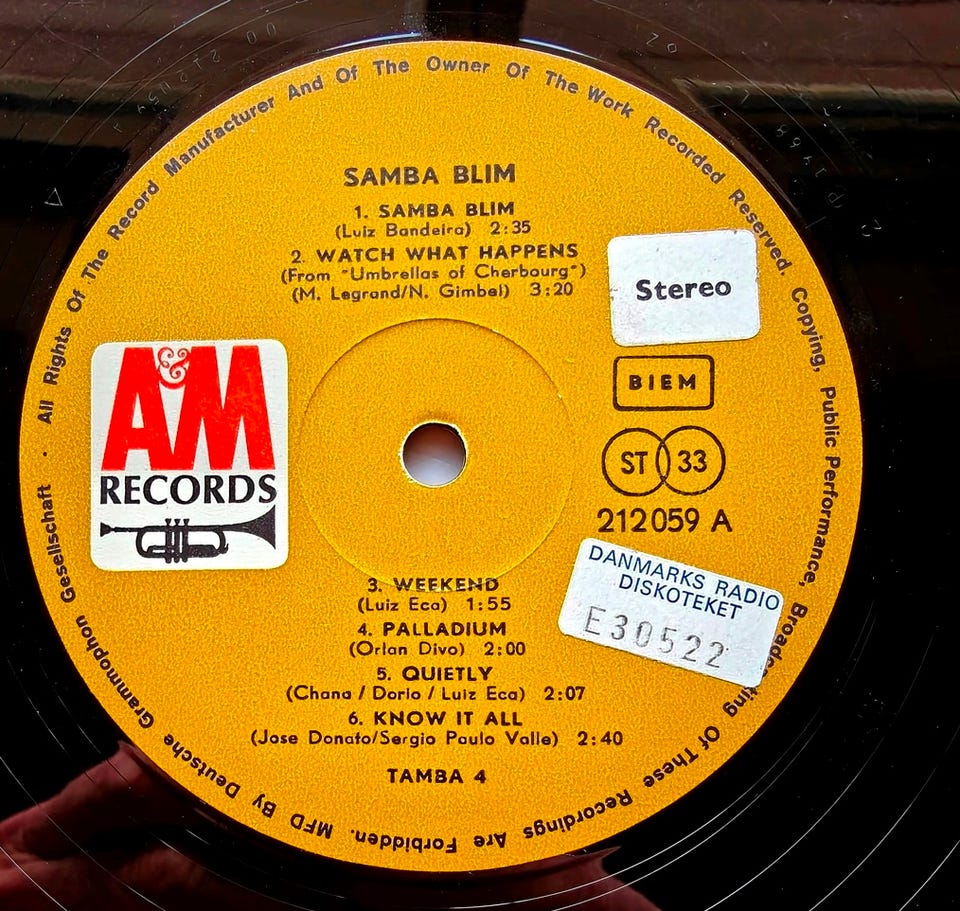 All Rights Of The Record Manufacturer And Of The Owner Of The Work Recorded Reserved. Copying, Public Performance, Broadcasting Of These Recordings Are Forbidden. MFD By Deutsche Grammophon Gesellschaft ·
SAMBA BLIM
1. SAMBA BLIM
(Luiz Bandeira) 2:35
2. WATCH WHAT HAPPENS
(From "Umbrellas of Cherbourg")
(M. Legrand/N. Gimbel) 3:20
Stereo
BIEM
ST 33
212059 A
A&M
RECORDS
DANMARKS RADIO
DISKOTEKET
E30522
3. WEEKEND
(Luiz Eca) 1:55
4. PALLADIUM
(Orlan Divo) 2:00
5. QUIETLY
(Chana / Dorio / Luiz Eca) 2:07
6. KNOW IT ALL
(Jose Donato/Sergio Paulo Valle) 2:40
TAMBA 4